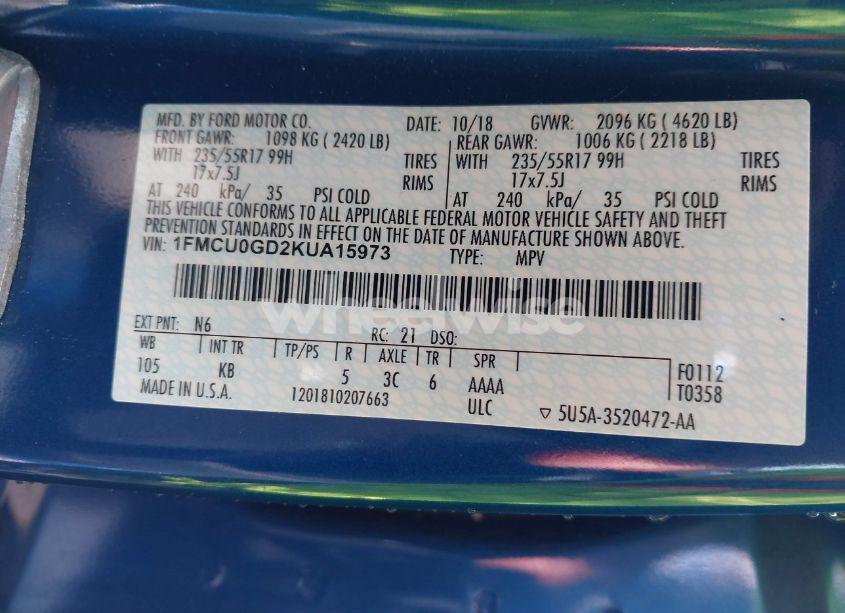 MFD. BY FORD MOTOR CO. DATE: 10/18 GVWR: 2096 KG ( 4620 LB)
FRONT GAWR: 1098 KG ( 2420 LB) REAR GAWR: 1006 KG ( 2218 LB)
WITH 235/55R17 99H TIRES WITH 235/55R17 99H TIRES
17x7.5J RIMS 17x7.5J RIMS
AT 240 kPa/ 35 PSI COLD AT 240 kPa/ 35 PSI COLD
THIS VEHICLE CONFORMS TO ALL APPLICABLE FEDERAL MOTOR VEHICLE SAFETY AND THEFT
PREVENTION STANDARDS IN EFFECT ON THE DATE OF MANUFACTURE SHOWN ABOVE.
VIN: 1FMCU0GD2KUA15973 TYPE: MPV
wheelwise
EXT PNT: N6 RC: 21 DSO:
WB INT TR TP/PS R AXLE TR SPR F0112
105 KB 5 3C 6 AAAA T0358
MADE IN U.S.A. 1201810207663 ULC ▽ 5U5A-3520472-AA